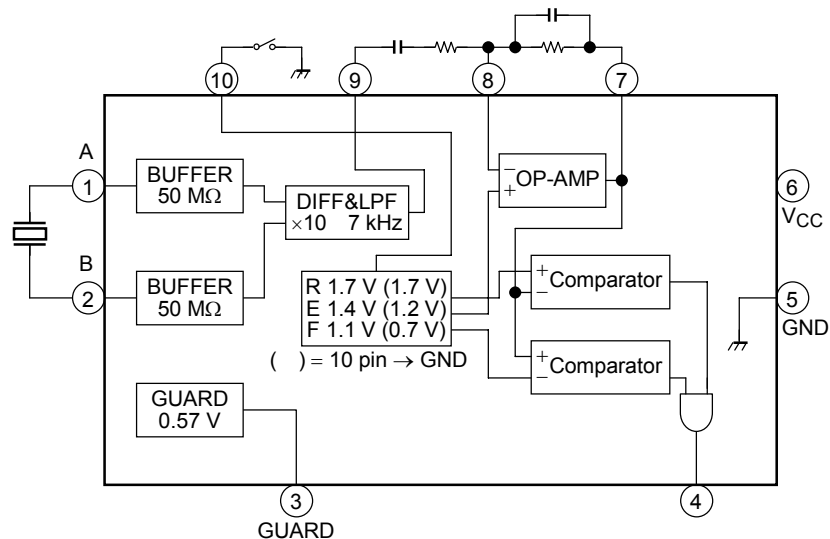 10
9
8
7
A
1
BUFFER
50 MΩ
DIFF&LPF
×10 7 kHz
−
+
OP-AMP
6
VCC
B
2
BUFFER
50 MΩ
R 1.7 V (1.7 V)
E 1.4 V (1.2 V)
F 1.1 V (0.7 V)
( ) = 10 pin → GND
+
−
Comparator
5
GND
+
−
Comparator
GUARD
0.57 V
3
GUARD
4